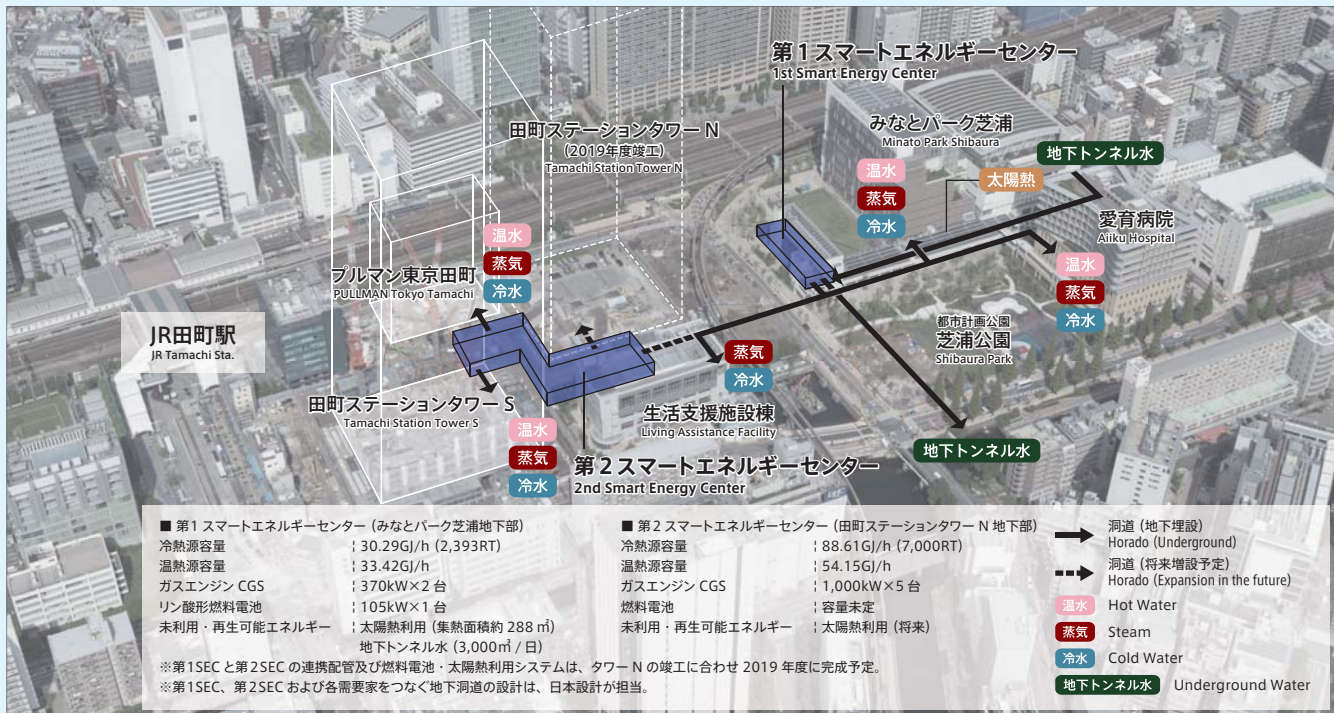 第1スマートエネルギーセンター
1st Smart Energy Center
みなとパーク芝浦
Minato Park Shibaura
地下トンネル水
太陽熱
温水
蒸気
冷水
愛育病院
Aiiku Hospital
温水
蒸気
冷水
田町ステーションタワー N
(2019年度竣工)
Tamachi Station Tower N
温水
蒸気
冷水
プルマン東京田町
PULLMAN Tokyo Tamachi
JR田町駅
JR Tamachi Sta.
都市計画公園
芝浦公園
Shibaura Park
蒸気
冷水
生活支援施設棟
Living Assistance Facility
田町ステーションタワー S
Tamachi Station Tower S
温水
蒸気
冷水
地下トンネル水
第2スマートエネルギーセンター
2nd Smart Energy Center
■ 第1スマートエネルギーセンター (みなとパーク芝浦地下部)
冷熱源容量 ¦ 30.29GJ/h (2,393RT)
温熱源容量 ¦ 33.42GJ/h
ガスエンジン CGS ¦ 370kW×2 台
リン酸形燃料電池 ¦ 105kW×1 台
未利用・再生可能エネルギー ¦ 太陽熱利用 (集熱面積約 288 ㎡)
地下トンネル水 (3,000㎥ / 日)
■ 第2スマートエネルギーセンター (田町ステーションタワー N 地下部)
冷熱源容量 ¦ 88.61GJ/h (7,000RT)
温熱源容量 ¦ 54.15GJ/h
ガスエンジン CGS ¦ 1,000kW×5 台
燃料電池 ¦ 容量未定
未利用・再生可能エネルギー ¦ 太陽熱利用 (将来)
※第1SEC と第2SEC の連携配管及び燃料電池・太陽熱利用システムは、タワー N の竣工に合わせ 2019 年度に完成予定。
※第1SEC、第2SEC および各需要家をつなぐ地下洞道の設計は、日本設計が担当。
洞道 (地下埋設)
Horado (Underground)
洞道 (将来増設予定)
Horado (Expansion in the future)
温水 Hot Water
蒸気 Steam
冷水 Cold Water
地下トンネル水 Underground Water